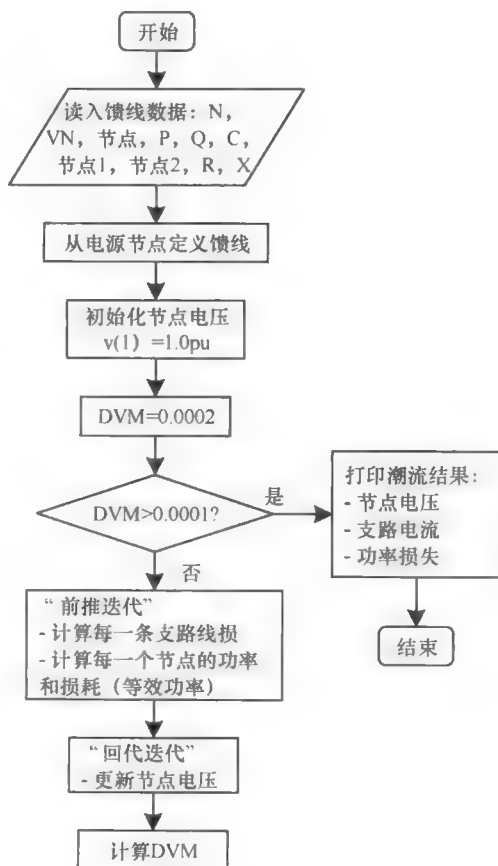 开始
读入馈线数据：N，
VN，节点，P，Q，C，
节点1，节点2，R，X
从电源节点定义馈线
初始化节点电压
v(1) =1.0pu
DVM=0.0002
DVM>0.0001?
是
打印潮流结果：
- 节点电压
- 支路电流
- 功率损失
结束
否
“前推迭代”
- 计算每一条支路线损
- 计算每一个节点的功率
和损耗（等效功率）
“回代迭代”
- 更新节点电压
计算DVM